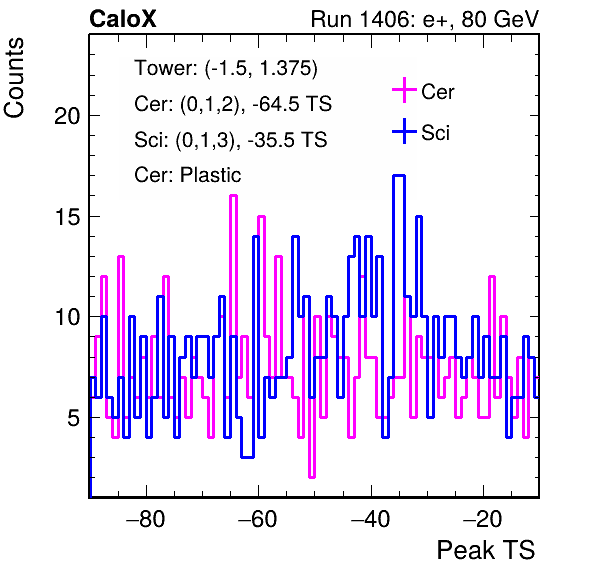 CaloX Run 1406: e+, 80 GeV
Counts
Tower: (-1.5, 1.375)
Cer: (0,1,2), -64.5 TS
Sci: (0,1,3), -35.5 TS
Cer: Plastic
Cer
Sci
20
15
10
5
−80 −60 −40 −20
Peak TS